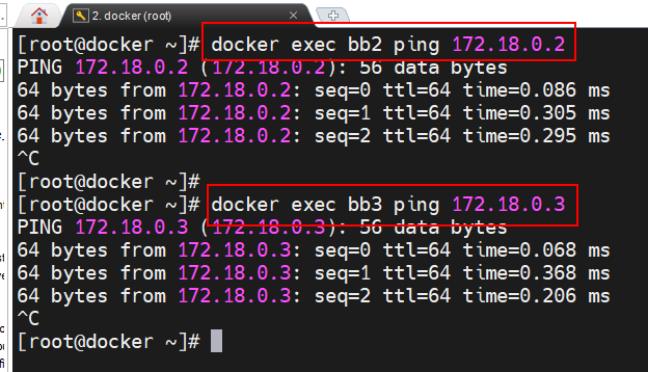 2. docker (root)
[root@docker ~]# docker exec bb2 ping 172.18.0.2
PING 172.18.0.2 (172.18.0.2): 56 data bytes
64 bytes from 172.18.0.2: seq=0 ttl=64 time=0.086 ms
64 bytes from 172.18.0.2: seq=1 ttl=64 time=0.305 ms
64 bytes from 172.18.0.2: seq=2 ttl=64 time=0.295 ms
^C
[root@docker ~]#
[root@docker ~]# docker exec bb3 ping 172.18.0.3
PING 172.18.0.3 (172.18.0.3): 56 data bytes
64 bytes from 172.18.0.3: seq=0 ttl=64 time=0.068 ms
64 bytes from 172.18.0.3: seq=1 ttl=64 time=0.368 ms
64 bytes from 172.18.0.3: seq=2 ttl=64 time=0.206 ms
^C
[root@docker ~]#